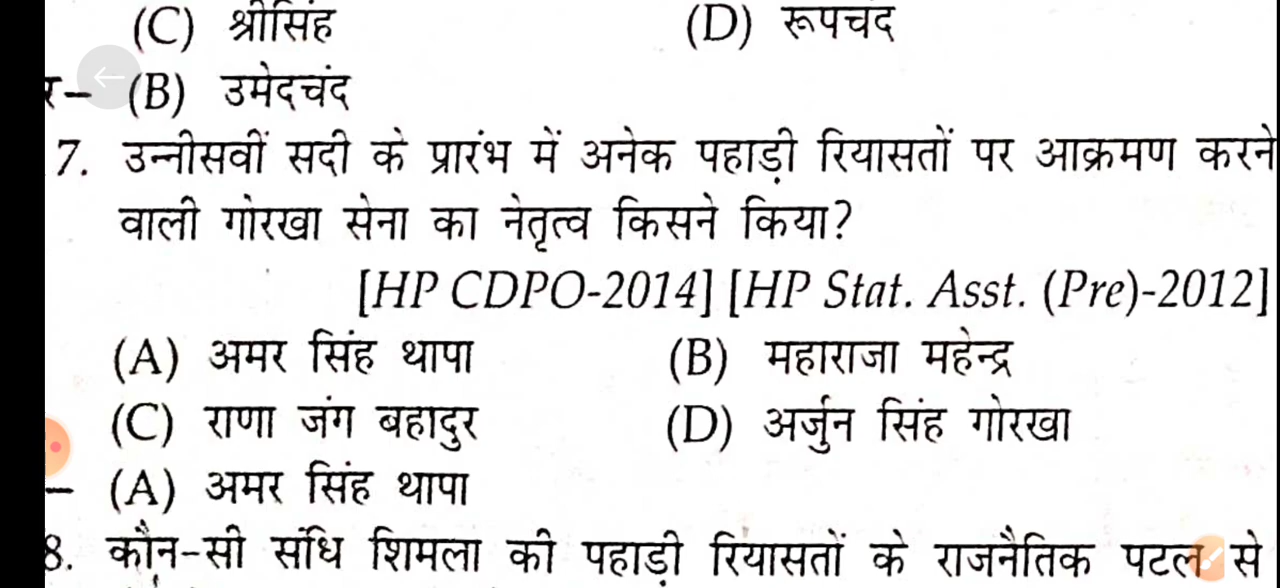 (C) श्रीसिंह (D) रूपचंद
र– (B) उमेदचंद
7. उन्नीसवीं सदी के प्रारंभ में अनेक पहाड़ी रियासतों पर आक्रमण करने
वाली गोरखा सेना का नेतृत्व किसने किया?
[HP CDPO-2014] [HP Stat. Asst. (Pre)-2012]
(A) अमर सिंह थापा (B) महाराजा महेन्द्र
(C) राणा जंग बहादुर (D) अर्जुन सिंह गोरखा
– (A) अमर सिंह थापा
8. कौन-सी संधि शिमला की पहाड़ी रियासतों के राजनैतिक पटल से